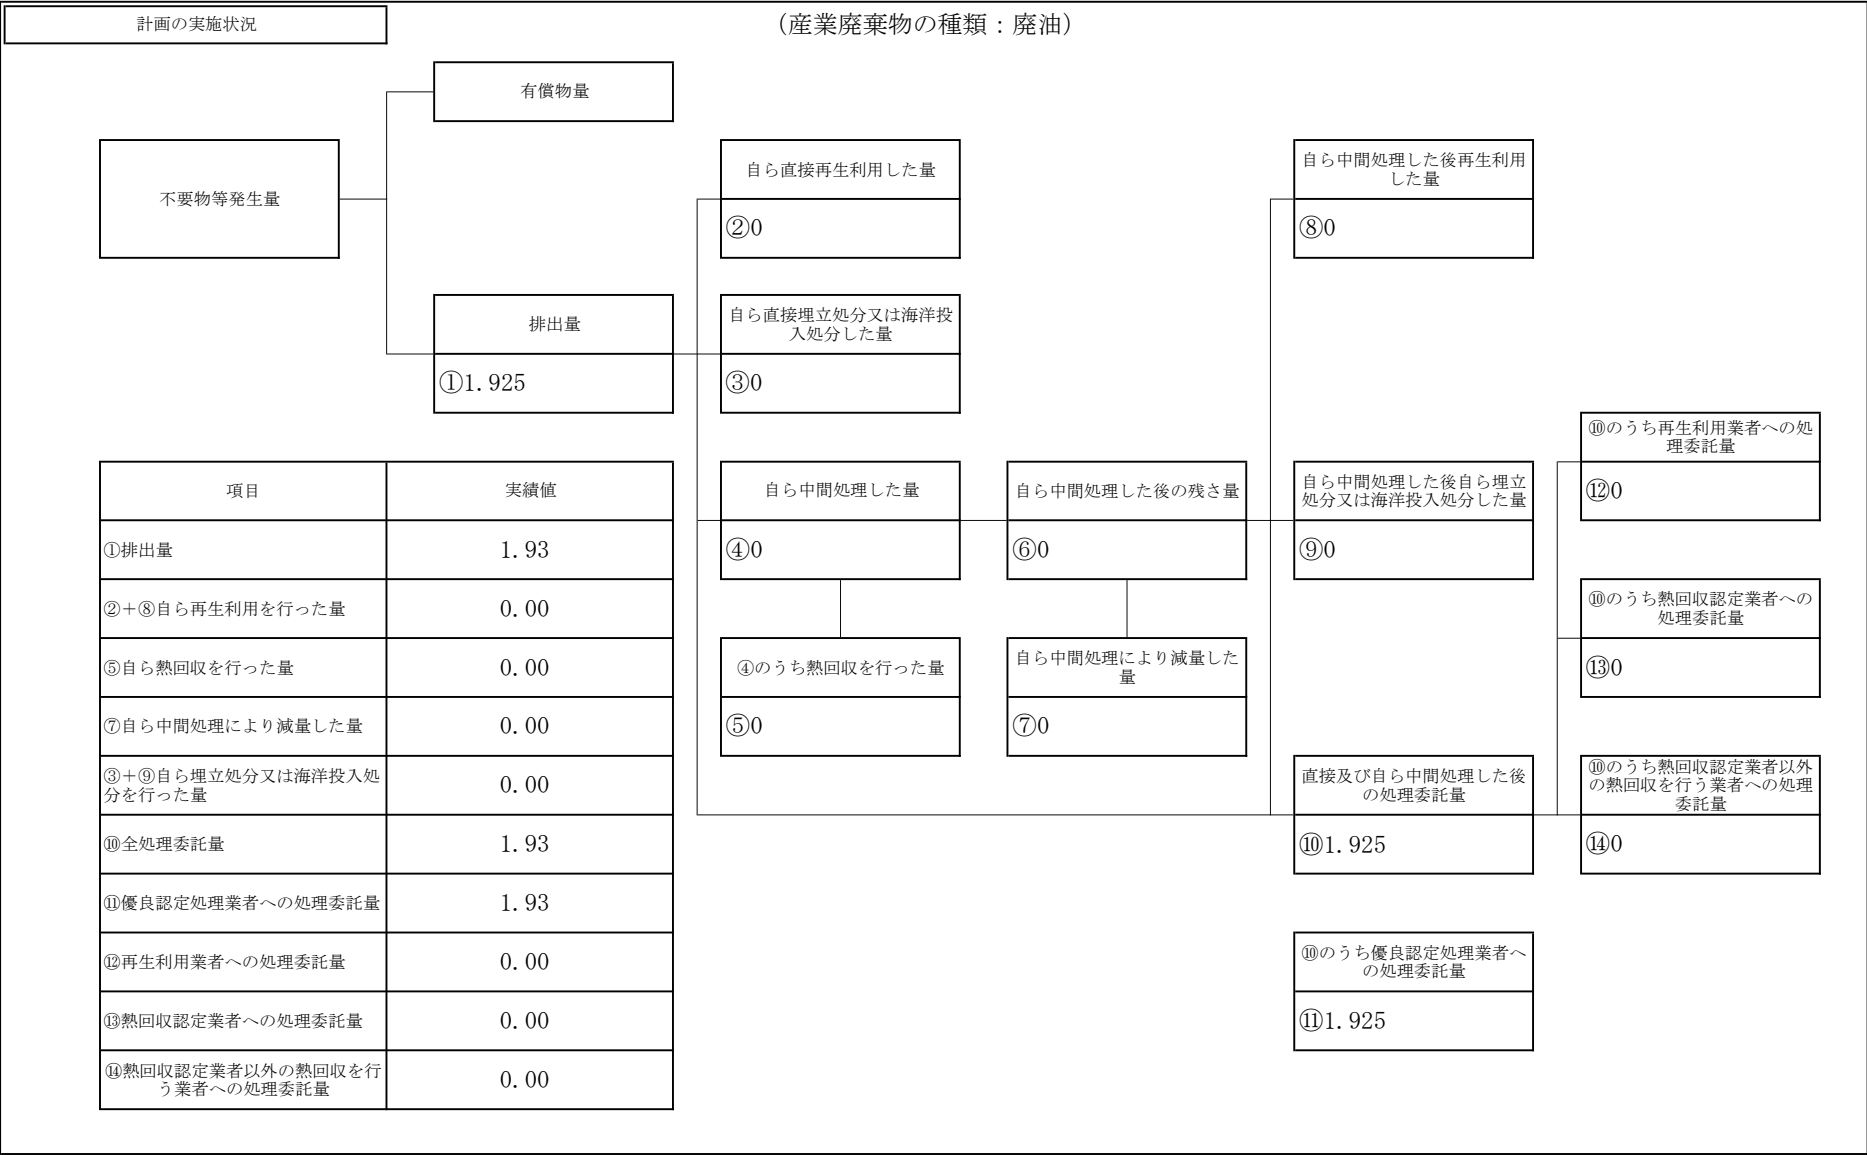 計画の実施状況
（産業廃棄物の種類：廃油）
有償物量
不要物等発生量
排出量
①1.925
自ら直接再生利用した量
②0
自ら直接埋立処分又は海洋投
入処分した量
③0
自ら中間処理した量
④0
④のうち熱回収を行った量
⑤0
自ら中間処理した後の残さ量
⑥0
自ら中間処理により減量した
量
⑦0
自ら中間処理した後再生利用
した量
⑧0
自ら中間処理した後自ら埋立
処分又は海洋投入処分した量
⑨0
直接及び自ら中間処理した後
の処理委託量
⑩1.925
⑩のうち優良認定処理業者へ
の処理委託量
⑪1.925
⑩のうち再生利用業者への処
理委託量
⑫0
⑩のうち熱回収認定業者への
処理委託量
⑬0
⑩のうち熱回収認定業者以外
の熱回収を行う業者への処理
委託量
⑭0
項目 実績値
①排出量 1.93
②＋⑧自ら再生利用を行った量 0.00
⑤自ら熱回収を行った量 0.00
⑦自ら中間処理により減量した量 0.00
③＋⑨自ら埋立処分又は海洋投入処
分を行った量 0.00
⑩全処理委託量 1.93
⑪優良認定処理業者への処理委託量 1.93
⑫再生利用業者への処理委託量 0.00
⑬熱回収認定業者への処理委託量 0.00
⑭熱回収認定業者以外の熱回収を行
う業者への処理委託量 0.00